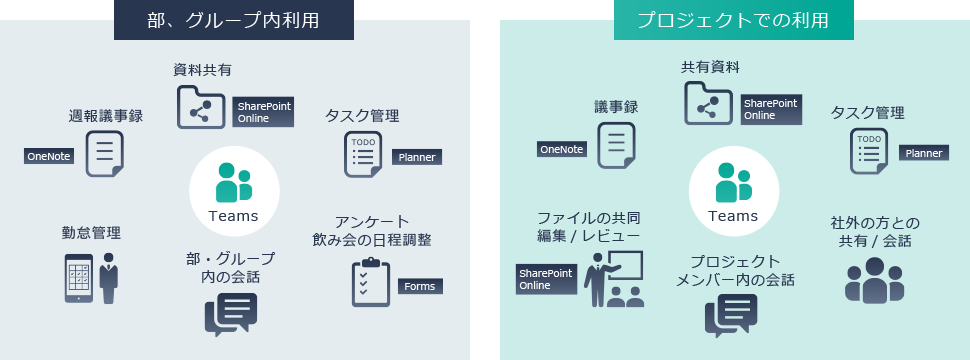 部、グループ内利用
資料共有
SharePoint
Online
週報議事録
OneNote
タスク管理
TODO
Planner
Teams
勤怠管理
アンケート
飲み会の日程調整
Forms
部・グループ
内の会話
プロジェクトでの利用
共有資料
SharePoint
Online
議事録
OneNote
タスク管理
TODO
Planner
Teams
ファイルの共同
編集 / レビュー
SharePoint
Online
社外の方との
共有 / 会話
プロジェクト
メンバー内の会話